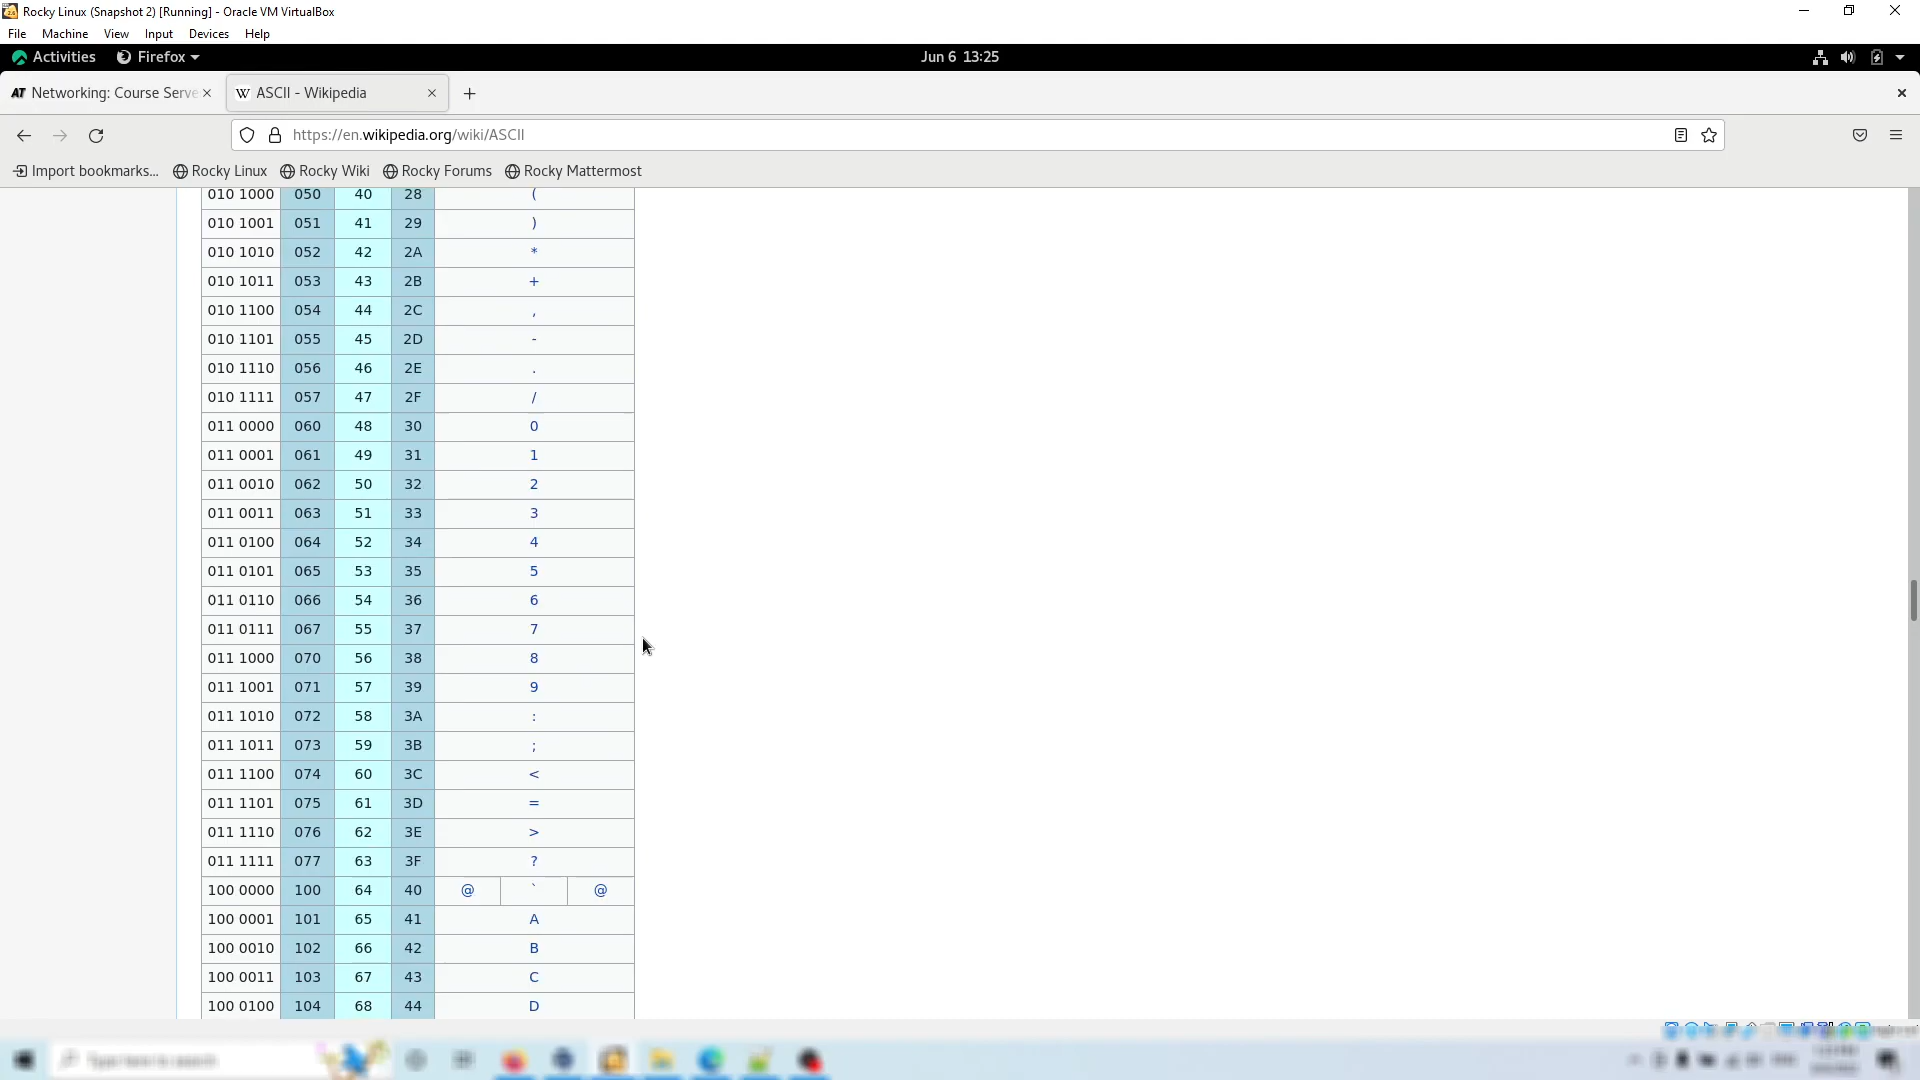 Rocky Linux (Snapshot 2) [Running] - Oracle VM VirtualBox
File Machine View Input Devices Help
Activities Firefox Jun 6 13:25
AT Networking: Course Serve W ASCII - Wikipedia
https://en.wikipedia.org/wiki/ASCII
Import bookmarks... Rocky Linux Rocky Wiki Rocky Forums Rocky Mattermost
010 1000 050 40 28 (
010 1001 051 41 29 )
010 1010 052 42 2A *
010 1011 053 43 2B +
010 1100 054 44 2C ,
010 1101 055 45 2D -
010 1110 056 46 2E .
010 1111 057 47 2F /
011 0000 060 48 30 0
011 0001 061 49 31 1
011 0010 062 50 32 2
011 0011 063 51 33 3
011 0100 064 52 34 4
011 0101 065 53 35 5
011 0110 066 54 36 6
011 0111 067 55 37 7
011 1000 070 56 38 8
011 1001 071 57 39 9
011 1010 072 58 3A :
011 1011 073 59 3B ;
011 1100 074 60 3C <
011 1101 075 61 3D =
011 1110 076 62 3E >
011 1111 077 63 3F ?
100 0000 100 64 40 @ ` @
100 0001 101 65 41 A
100 0010 102 66 42 B
100 0011 103 67 43 C
100 0100 104 68 44 D
Type here to search